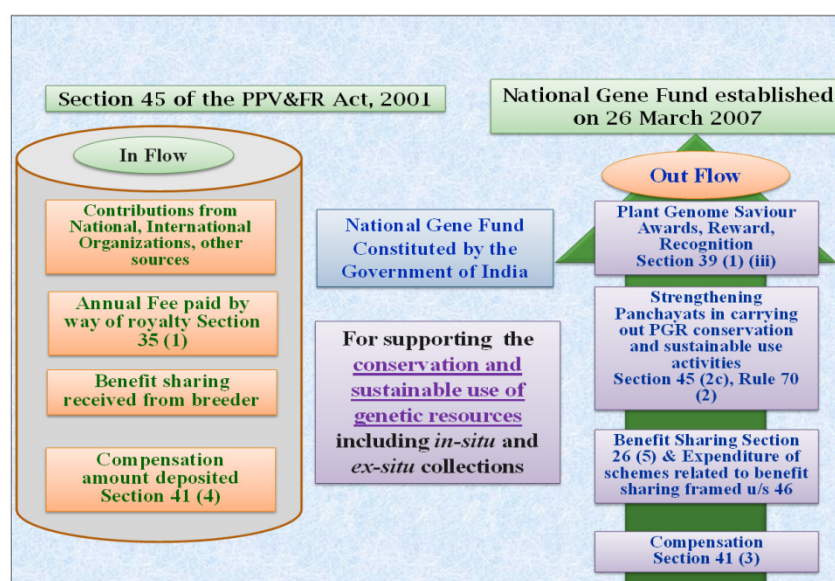 Section 45 of the PPV&FR Act, 2001
In Flow
Contributions from
National, International
Organizations, other
sources
Annual Fee paid by
way of royalty Section
35 (1)
Benefit sharing
received from breeder
Compensation
amount deposited
Section 41 (4)
National Gene Fund
Constituted by the
Government of India
For supporting the
conservation and
sustainable use of
genetic resources
including in-situ and
ex-situ collections
National Gene Fund established
on 26 March 2007
Out Flow
Plant Genome Saviour
Awards, Reward,
Recognition
Section 39 (1) (iii)
Strengthening
Panchayats in carrying
out PGR conservation
and sustainable use
activities
Section 45 (2c), Rule 70
(2)
Benefit Sharing Section
26 (5) & Expenditure of
schemes related to benefit
sharing framed u/s 46
Compensation
Section 41 (3)